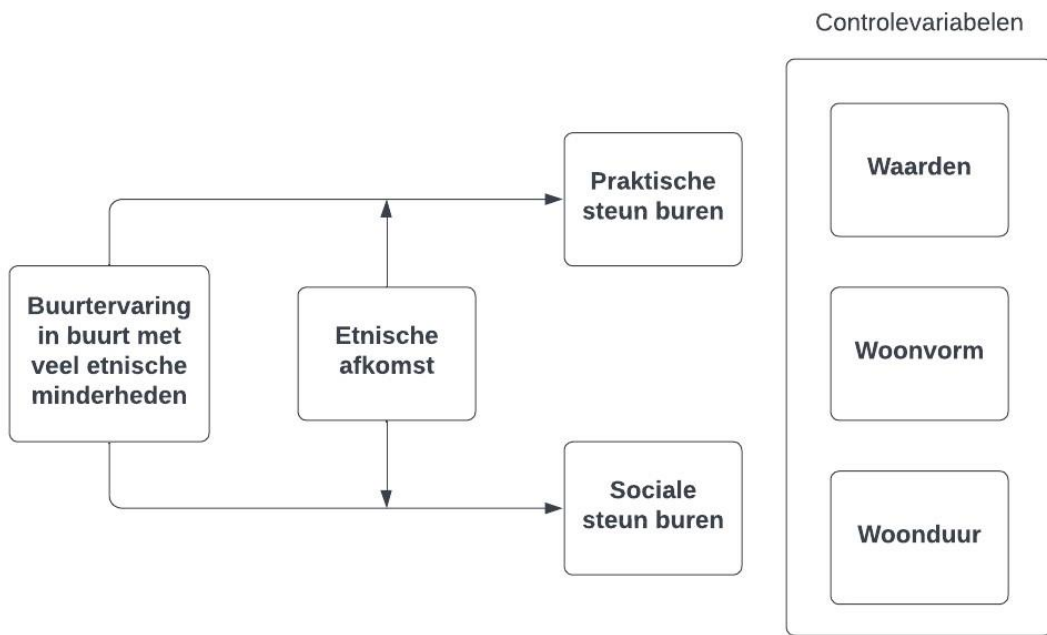 Controlevariabelen
Praktische
steun buren
Waarden
Buurtervaring
in buurt met
veel etnische
minderheden
Etnische
afkomst
Woonvorm
Sociale
steun buren
Woonduur